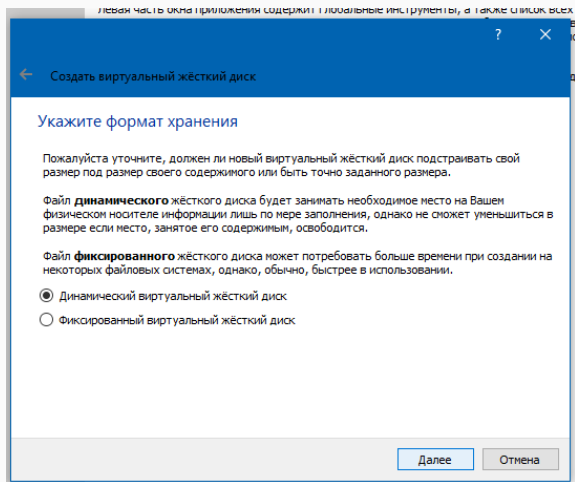 левая часть окна приложения содержит Глобальные инструменты, а также список всех
?
Создать виртуальный жёсткий диск
Укажите формат хранения
Пожалуйста уточните, должен ли новый виртуальный жёсткий диск подстраивать свой
размер под размер своего содержимого или быть точно заданного размера.
Файл динамического жёсткого диска будет занимать необходимое место на Вашем
физическом носителе информации лишь по мере заполнения, однако не сможет уменьшиться в
размере если место, занятое его содержимым, освободится.
Файл фиксированного жёсткого диска может потребовать больше времени при создании на
некоторых файловых системах, однако, обычно, быстрее в использовании.
Динамический виртуальный жёсткий диск
Фиксированный виртуальный жёсткий диск
Далее
Отмена